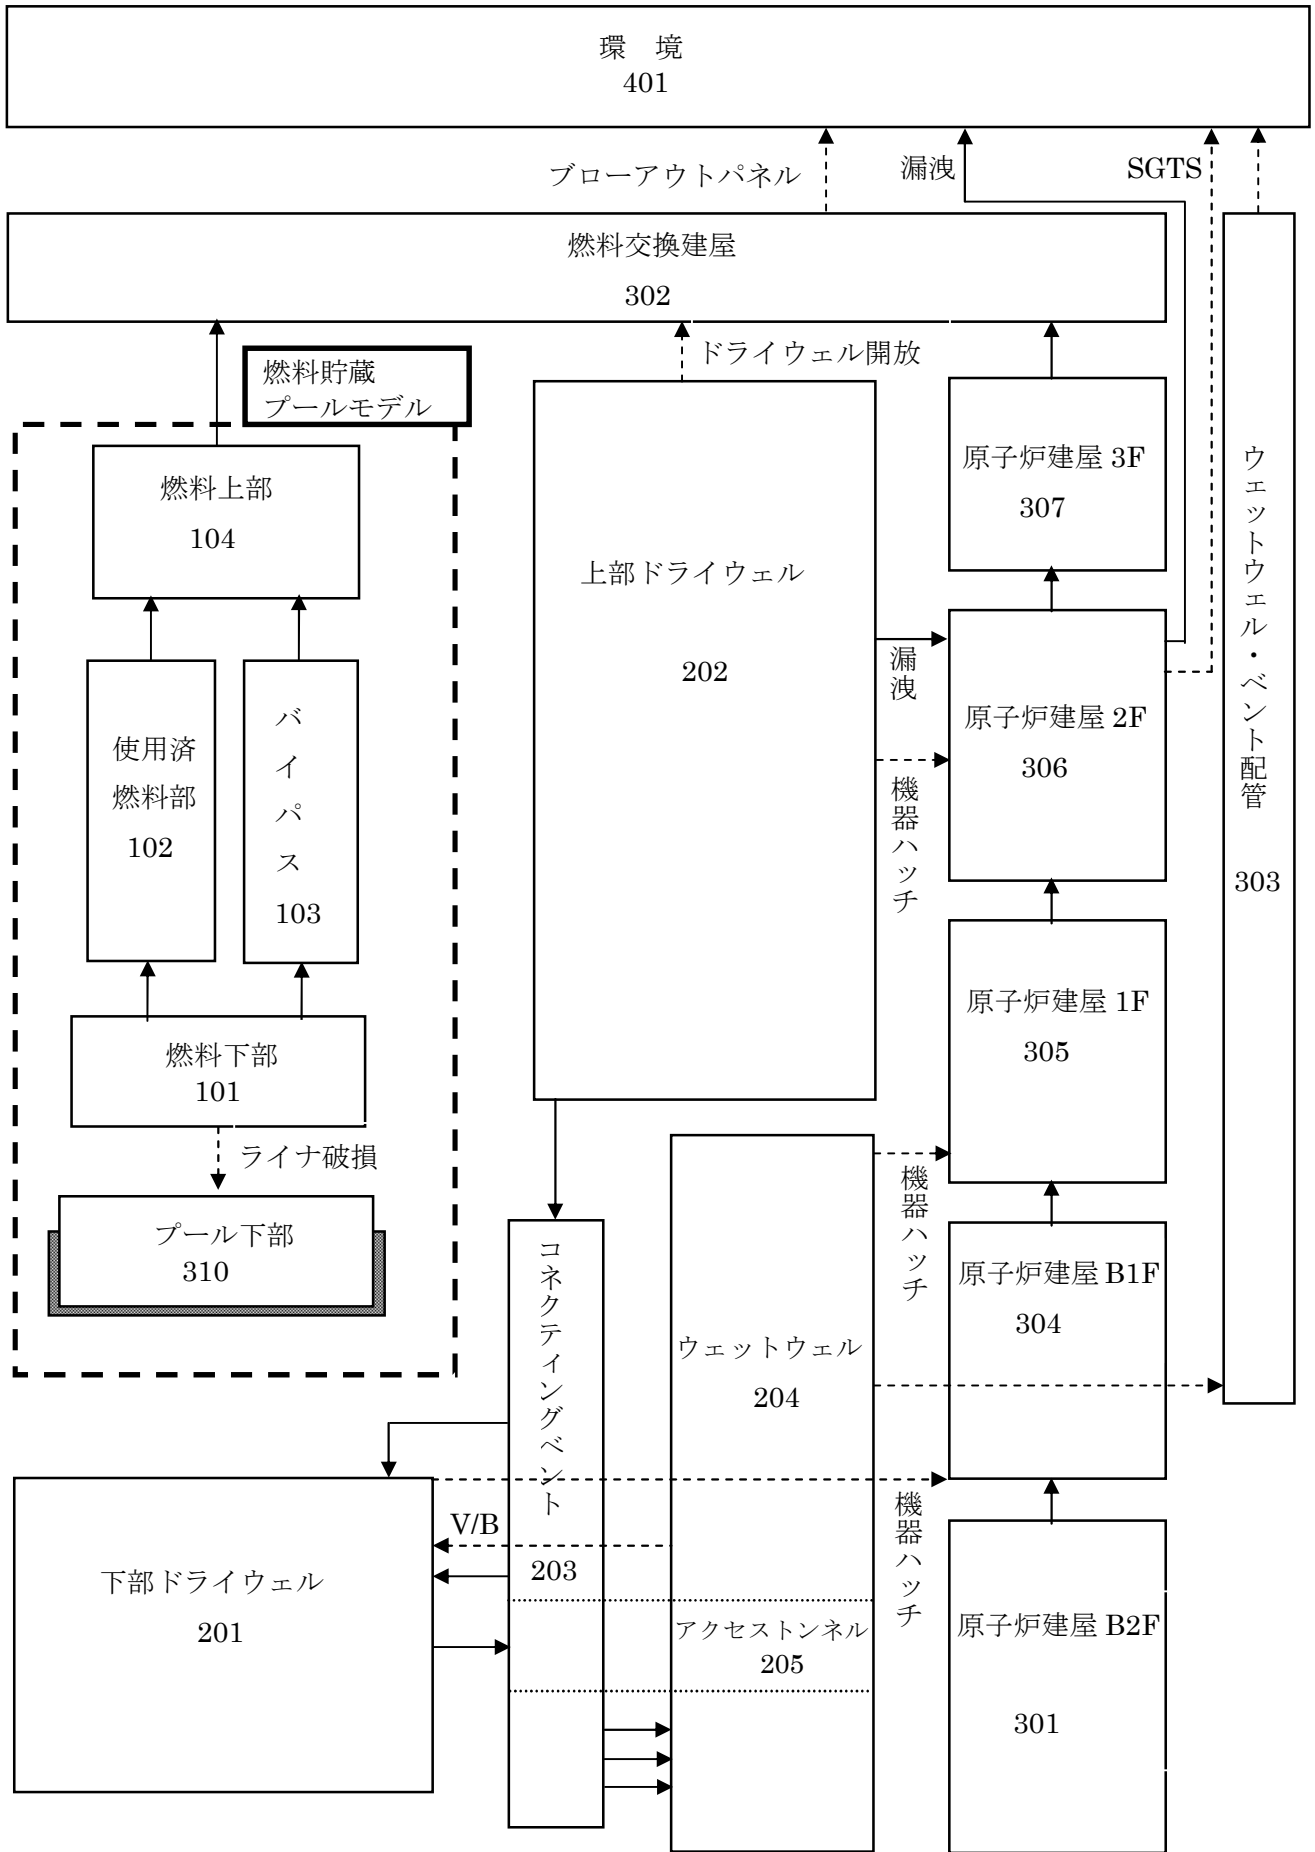 環　境
401
ブローアウトパネル
漏洩
SGTS
燃料交換建屋
302
ドライウェル開放
燃料貯蔵
プールモデル
燃料上部
104
使用済
燃料部
102
バイパス
103
燃料下部
101
ライナ破損
プール下部
310
上部ドライウェル
202
漏洩
機器ハッチ
原子炉建屋 3F
307
原子炉建屋 2F
306
原子炉建屋 1F
305
機器ハッチ
原子炉建屋 B1F
304
ウェットウェル・ベント配管
303
コネクティングベント
203
ウェットウェル
204
V/B
下部ドライウェル
201
アクセストンネル
205
機器ハッチ
原子炉建屋 B2F
301